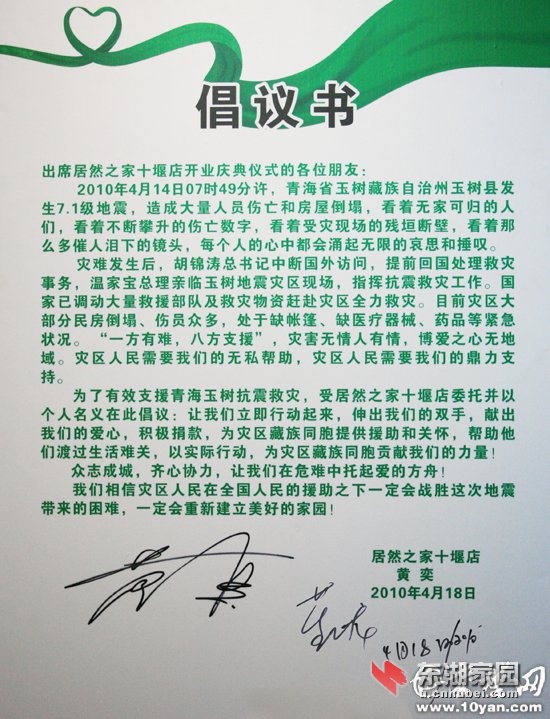 倡议书
出席居然之家十堰店开业庆典仪式的各位朋友：
2010年4月14日07时49分许，青海省玉树藏族自治州玉树县发
生7.1级地震，造成大量人员伤亡和房屋倒塌，看着无家可归的人
们，看着不断攀升的伤亡数字，看着受灾现场的残垣断壁，看着那
么多催人泪下的镜头，每个人的心中都会涌起无限的哀思和捶叹。
灾难发生后，胡锦涛总书记中断国外访问，提前回国处理救灾
事务，温家宝总理亲临玉树地震灾区现场，指挥抗震救灾工作。国
家已调动大量救援部队及救灾物资赶赴灾区全力救灾。目前灾区大
部分民房倒塌、伤员众多，处于缺帐篷、缺医疗器械、药品等紧急
状况。“一方有难，八方支援”，灾害无情人有情，博爱之心无地
域。灾区人民需要我们的无私帮助，灾区人民需要我们的鼎力支
持。
为了有效支援青海玉树抗震救灾，受居然之家十堰店委托并以
个人名义在此倡议：让我们立即行动起来，伸出我们的双手，献出
我们的爱心，积极捐款，为灾区藏族同胞提供援助和关怀，帮助他
们渡过生活难关，以实际行动，为灾区藏族同胞贡献我们的力量！
众志成城，齐心协力，让我们在危难中托起爱的方舟！
我们相信灾区人民在全国人民的援助之下一定会战胜这次地震
带来的困难，一定会重新建立美好的家园！
居然之家十堰店
黄奕
2010年4月18日
黄奕
4月18
东湖家园
u.cnhubei.com
www.10yan.com